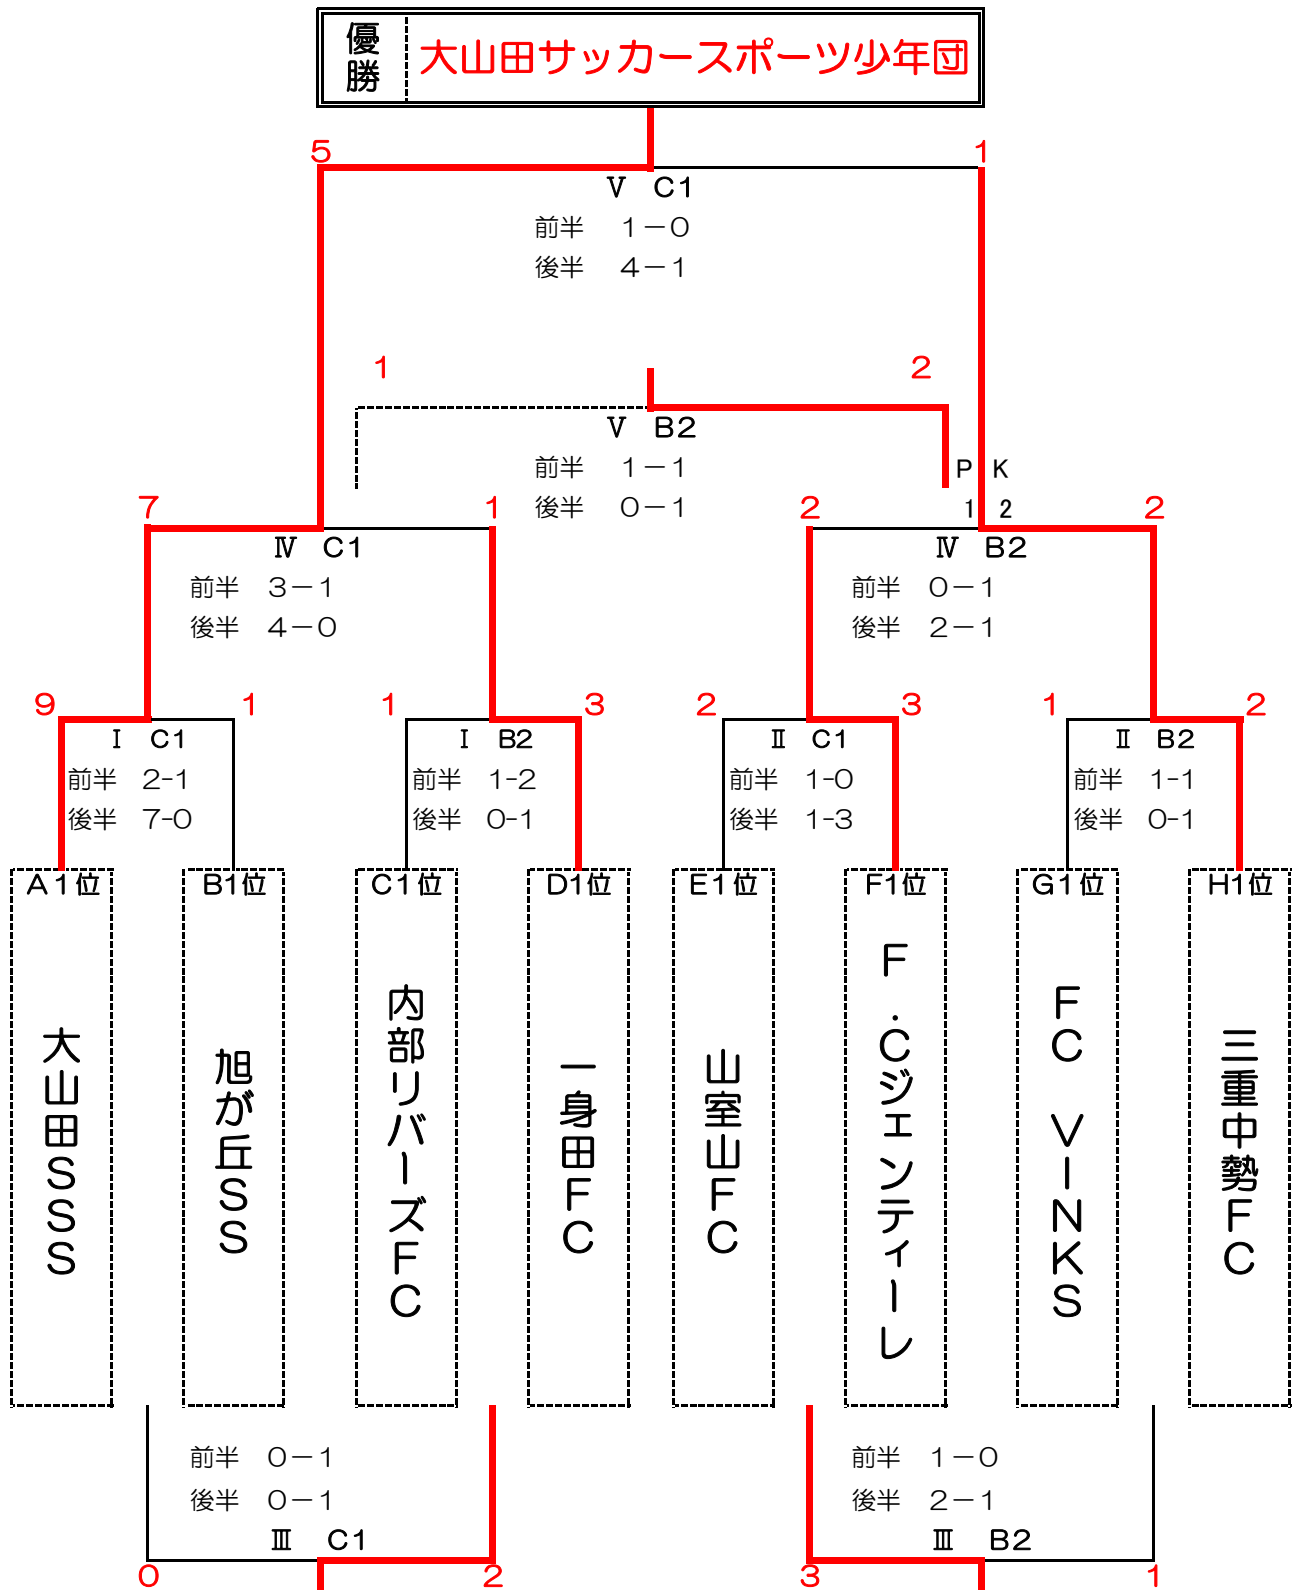 優勝 大山田サッカースポーツ少年団
5 1
Ⅴ C1
前半 1－0
後半 4－1
1 2
Ⅴ B2
前半 1－1
後半 0－1
PK
1 2
7 1 2 2
Ⅳ C1 Ⅳ B2
前半 3－1 前半 0－1
後半 4－0 後半 2－1
9 1 1 3 2 3 1 2
Ⅰ C1 Ⅰ B2 Ⅱ C1 Ⅱ B2
前半 2-1 前半 1-2 前半 1-0 前半 1-1
後半 7-0 後半 0-1 後半 1-3 後半 0-1
A1位 B1位 C1位 D1位 E1位 F1位 G1位 H1位
大山田SSS
旭が丘SS
内部リバーズFC
一身田FC
山室山FC
F.Cジェンティーレ
FC VINKS
三重中勢FC
前半 0－1 前半 1－0
後半 0－1 後半 2－1
Ⅲ C1 Ⅲ B2
0 2 3 1